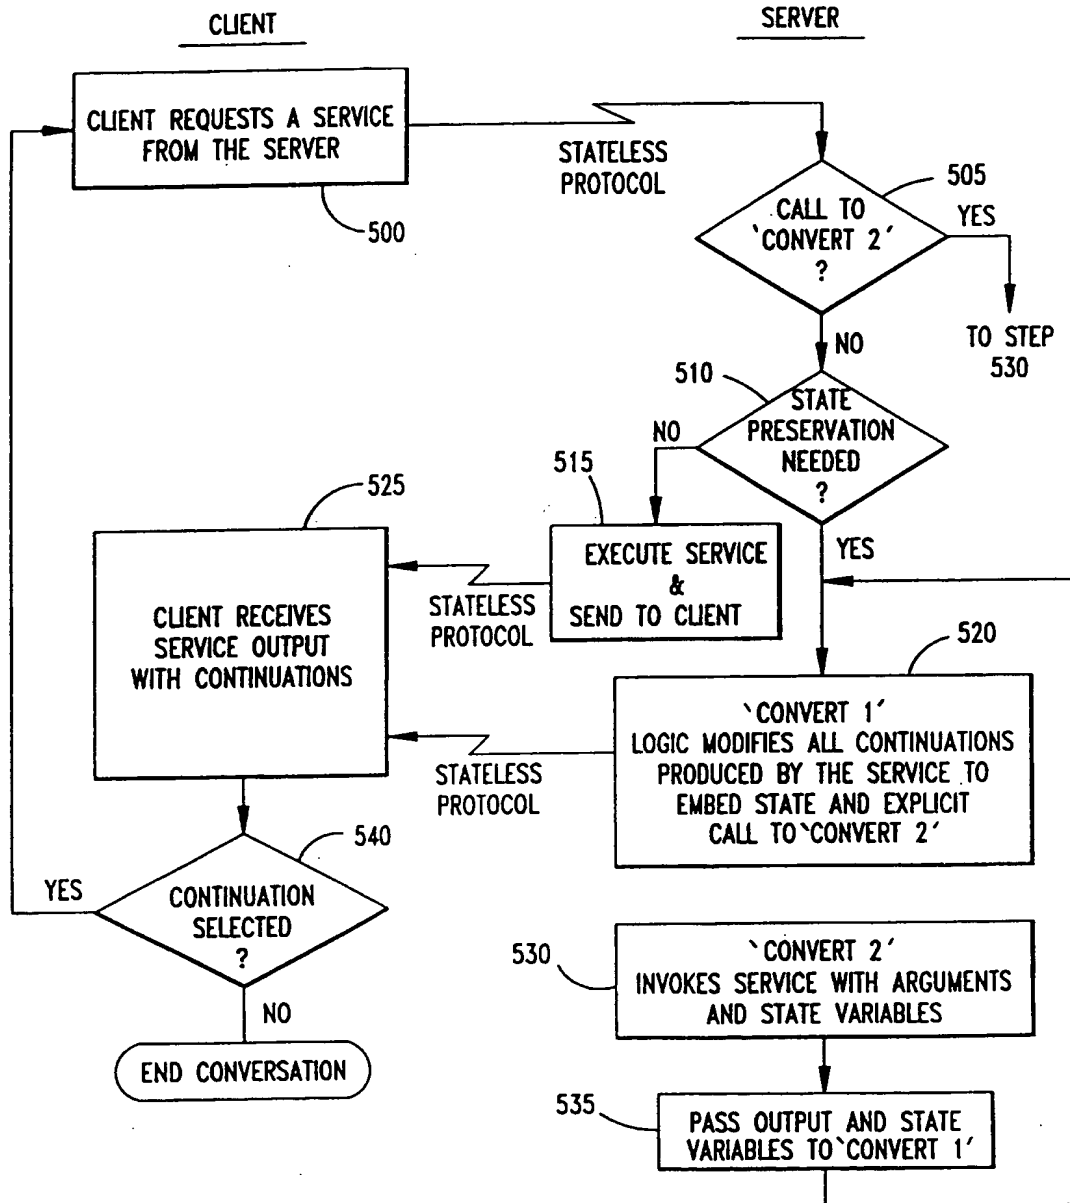 CLIENT
SERVER
CLIENT REQUESTS A SERVICE
FROM THE SERVER
500
STATELESS
PROTOCOL
505
CALL TO
`CONVERT 2´
?
YES
TO STEP
530
NO
510
STATE
PRESERVATION
NEEDED
?
NO
YES
515
EXECUTE SERVICE
&
SEND TO CLIENT
STATELESS
PROTOCOL
525
CLIENT RECEIVES
SERVICE OUTPUT
WITH CONTINUATIONS
520
`CONVERT 1´
LOGIC MODIFIES ALL CONTINUATIONS
PRODUCED BY THE SERVICE TO
EMBED STATE AND EXPLICIT
CALL TO `CONVERT 2´
STATELESS
PROTOCOL
540
CONTINUATION
SELECTED
?
YES
NO
END CONVERSATION
530
`CONVERT 2´
INVOKES SERVICE WITH ARGUMENTS
AND STATE VARIABLES
535
PASS OUTPUT AND STATE
VARIABLES TO `CONVERT 1´